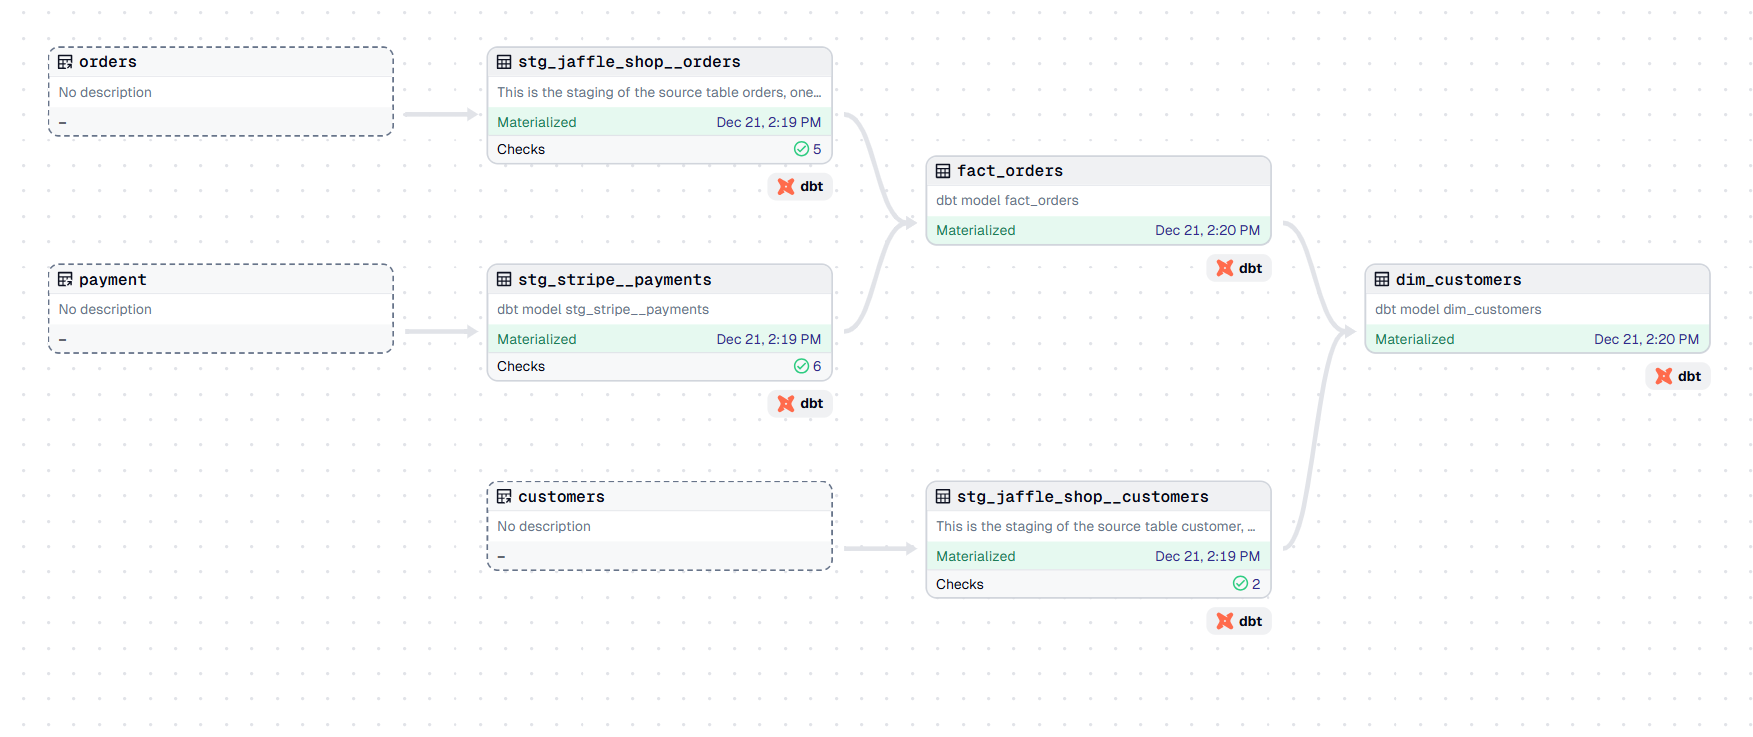 orders
No description
–
stg_jaffle_shop__orders
This is the staging of the source table orders, one…
Materialized Dec 21, 2:19 PM
Checks 5
dbt
payment
No description
–
stg_stripe__payments
dbt model stg_stripe__payments
Materialized Dec 21, 2:19 PM
Checks 6
dbt
customers
No description
–
fact_orders
dbt model fact_orders
Materialized Dec 21, 2:20 PM
dbt
stg_jaffle_shop__customers
This is the staging of the source table customer, …
Materialized Dec 21, 2:19 PM
Checks 2
dbt
dim_customers
dbt model dim_customers
Materialized Dec 21, 2:20 PM
dbt